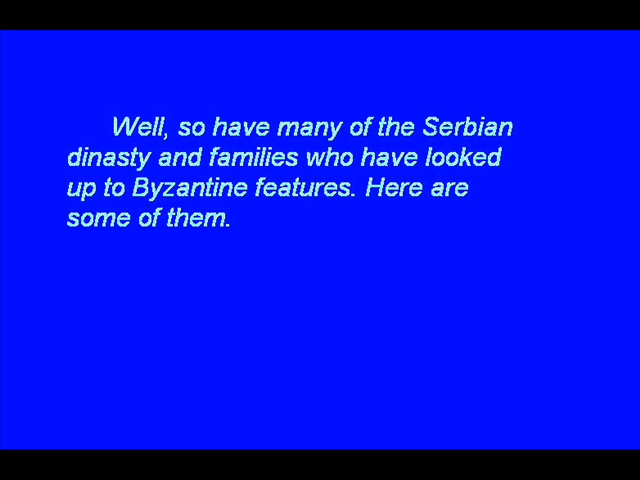 Well, so have many of the Serbian
dinasty and families who have looked
up to Byzantine features. Here are
some of them.